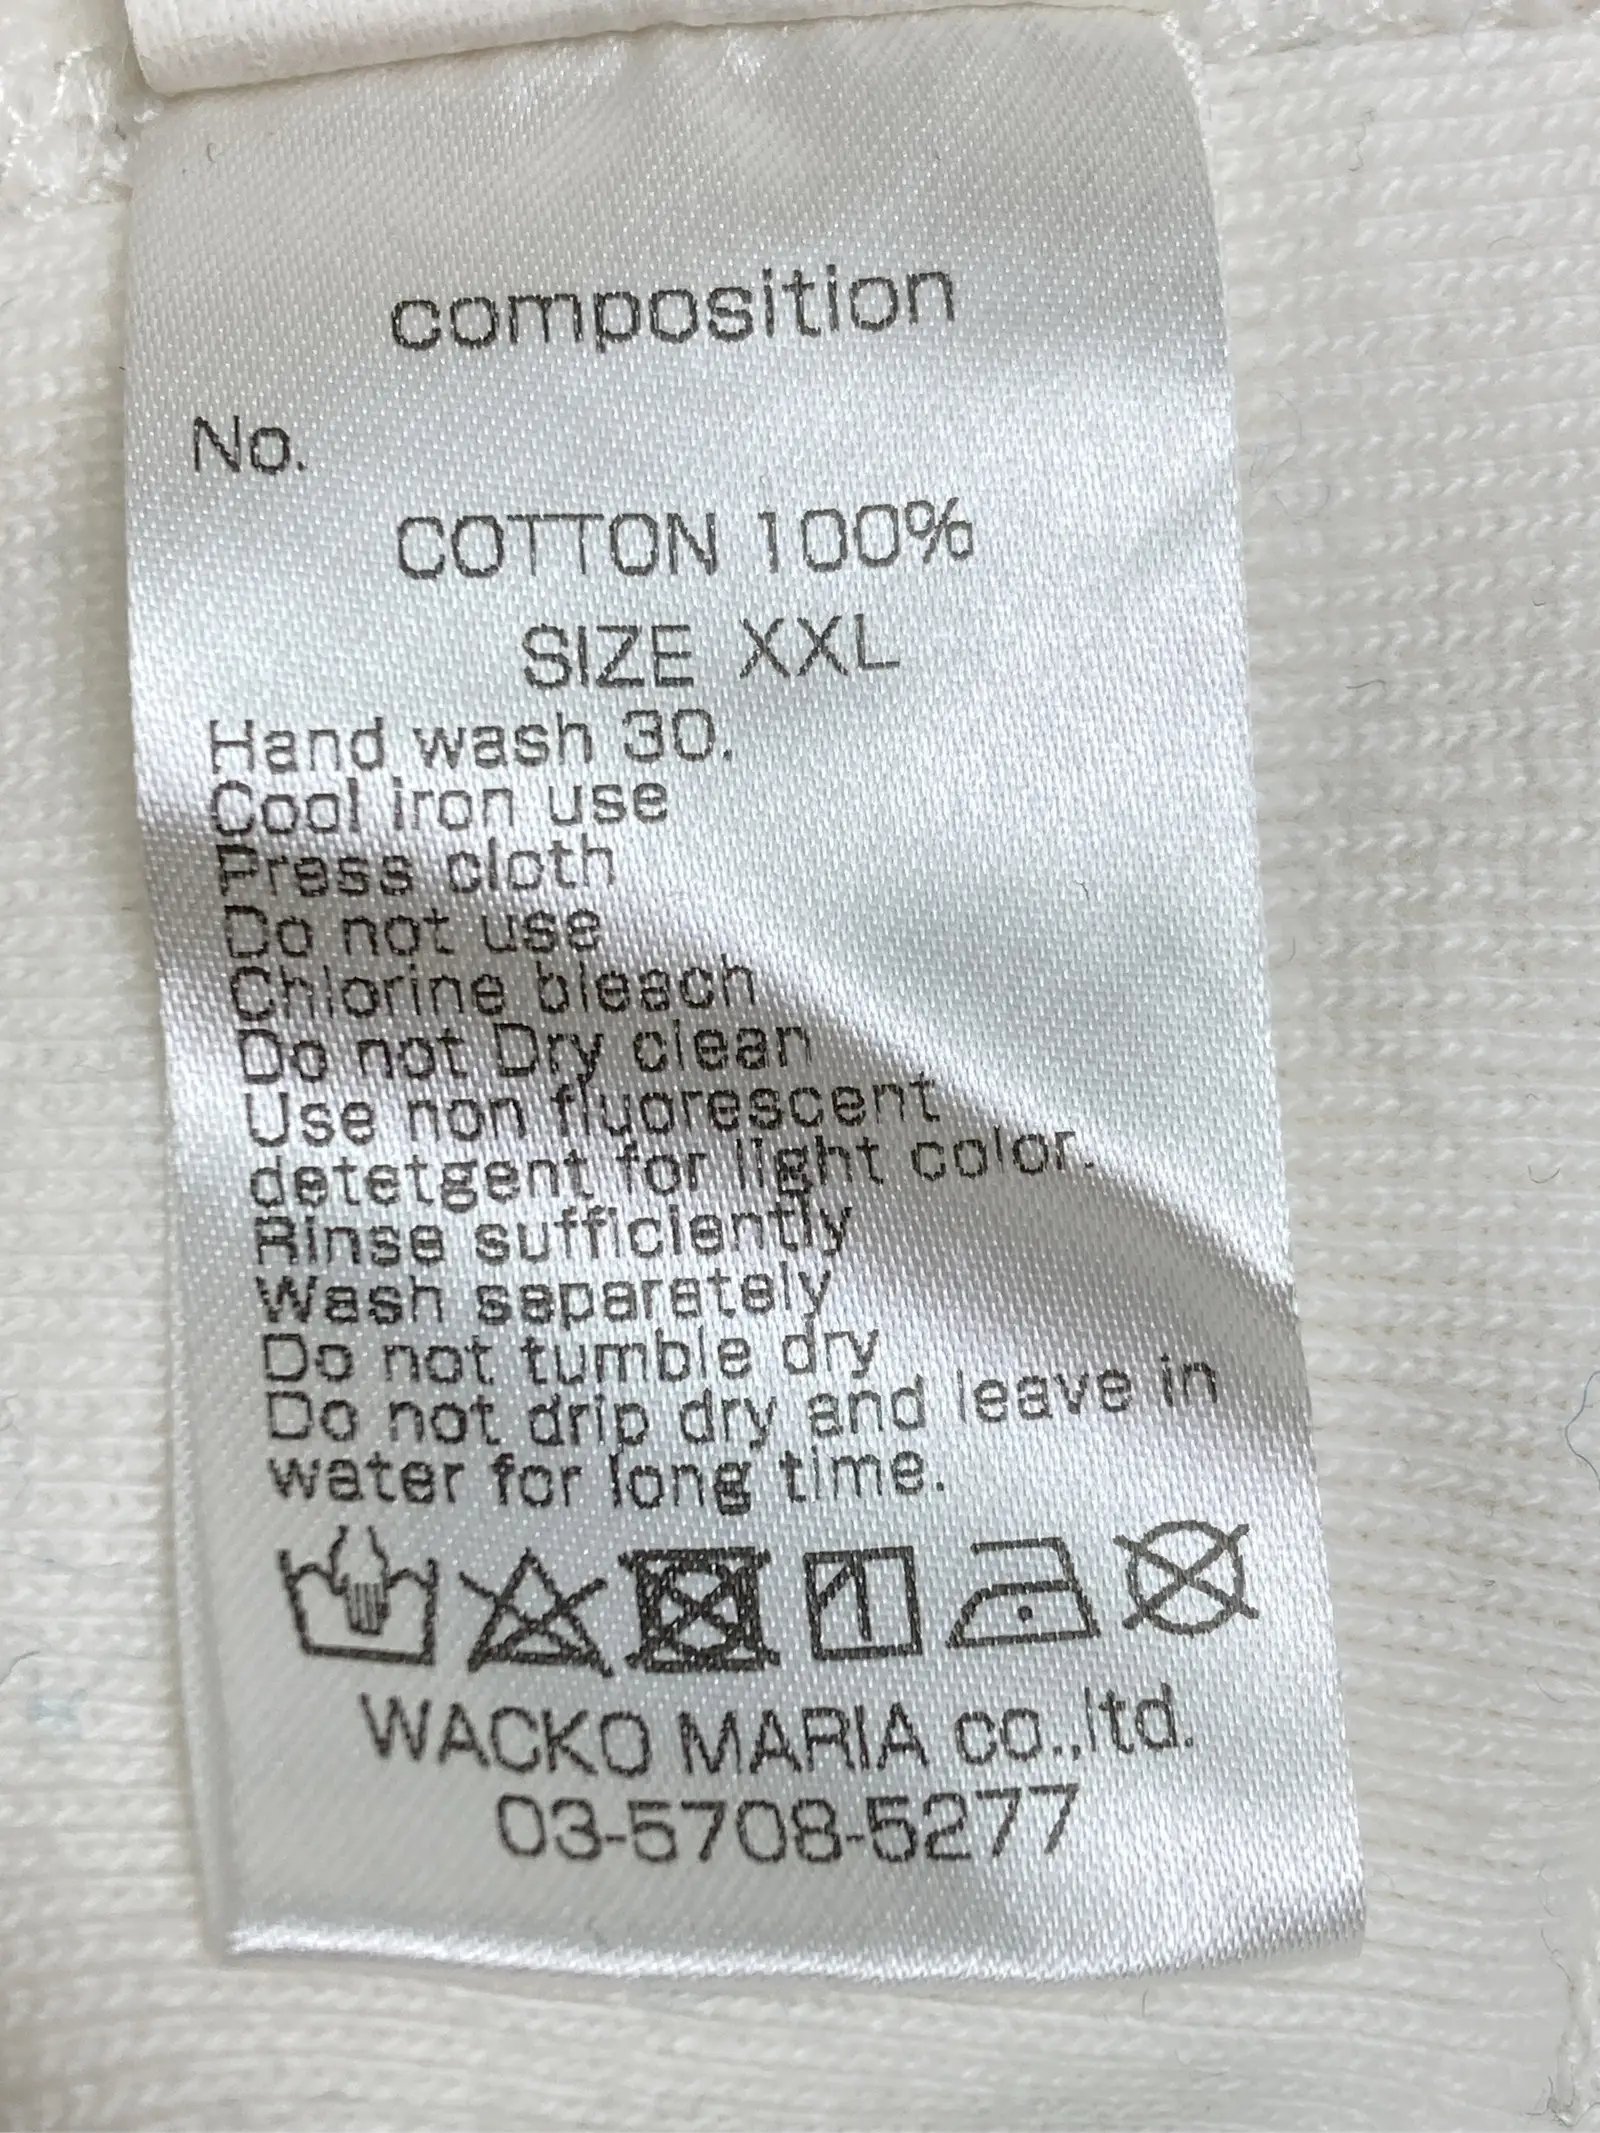 composition
No.
COTTON 100%
SIZE XXL
Hand wash 30.
Cool iron use
Press cloth
Do not use
Chlorine bleach
Do not Dry clean
Use non fluorescent
detetgent for light color.
Rinse sufficiently
Wash separately
Do not tumble dry
Do not drip dry and leave in
water for long time.
WACKO MARIA co.,ltd.
03-5708-5277